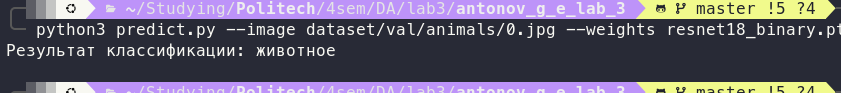 ~/Studying/Politech/4sem/DA/lab3/antonov_g_e_lab_3 master !5 ?4
python3 predict.py --image dataset/val/animals/0.jpg --weights resnet18_binary.pt
Результат классификации: животное
~/Studying/Politech/4sem/DA/lab3/antonov_g_e_lab_3 master !5 ?4